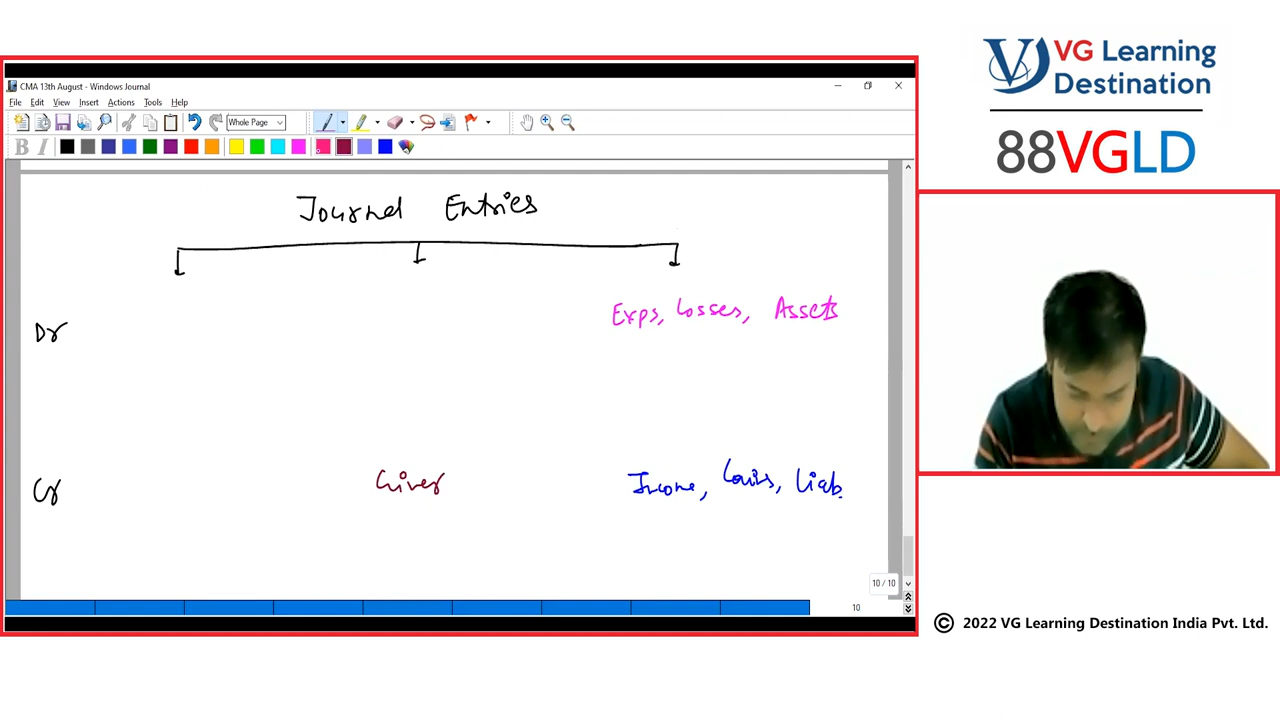 CMA 13th August - Windows Journal
File Edit View Insert Actions Tools Help
Whole Page
B I
Journal Entries
Dr
Exps, Losses, Assets
Cr
Giver
Income, Gains, Liab.
10 / 10
10
VG Learning
Destination
88VGLD
© 2022 VG Learning Destination India Pvt. Ltd.